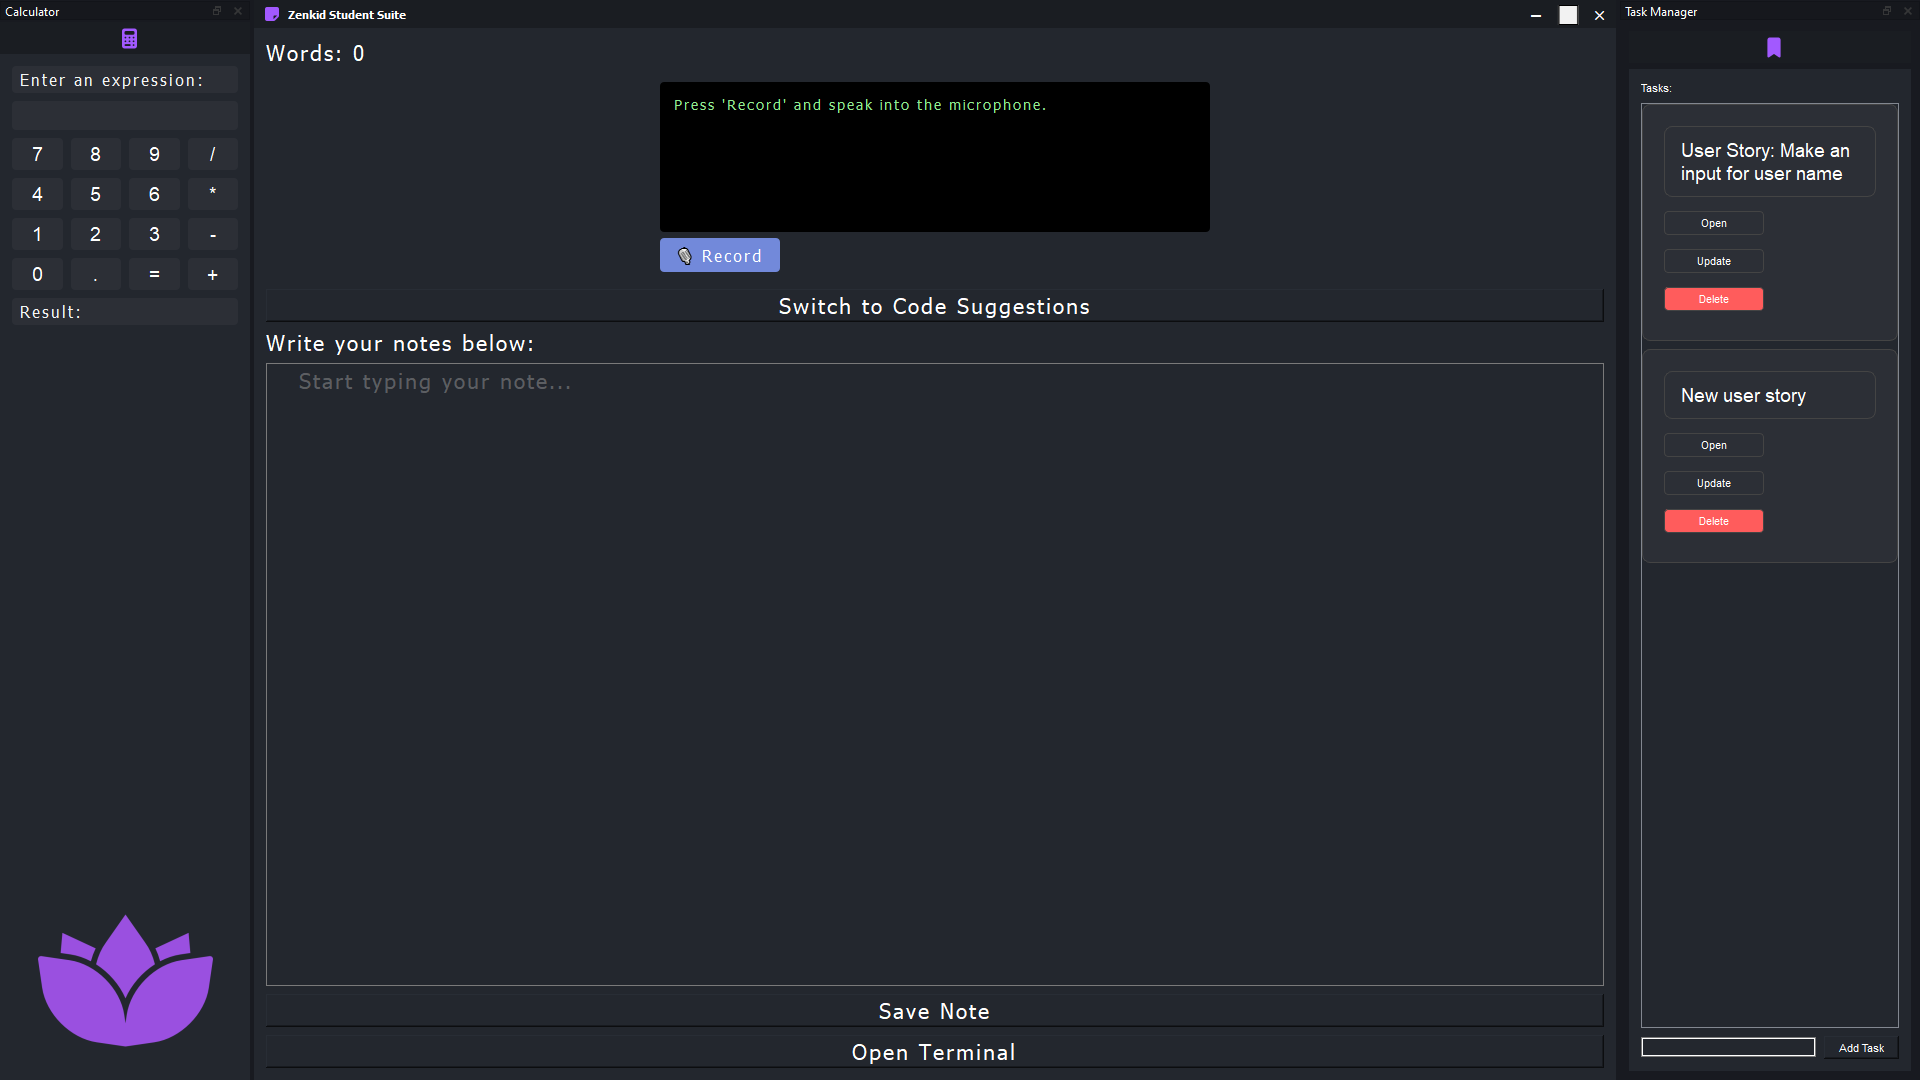 Calculator
Enter an expression:
7 8 9 /
4 5 6 *
1 2 3 -
0 . = +
Result:
Zenkid Student Suite
Words: 0
Press 'Record' and speak into the microphone.
Record
Switch to Code Suggestions
Write your notes below:
Start typing your note...
Save Note
Open Terminal
Task Manager
Tasks:
User Story: Make an
input for user name
Open
Update
Delete
New user story
Open
Update
Delete
Add Task